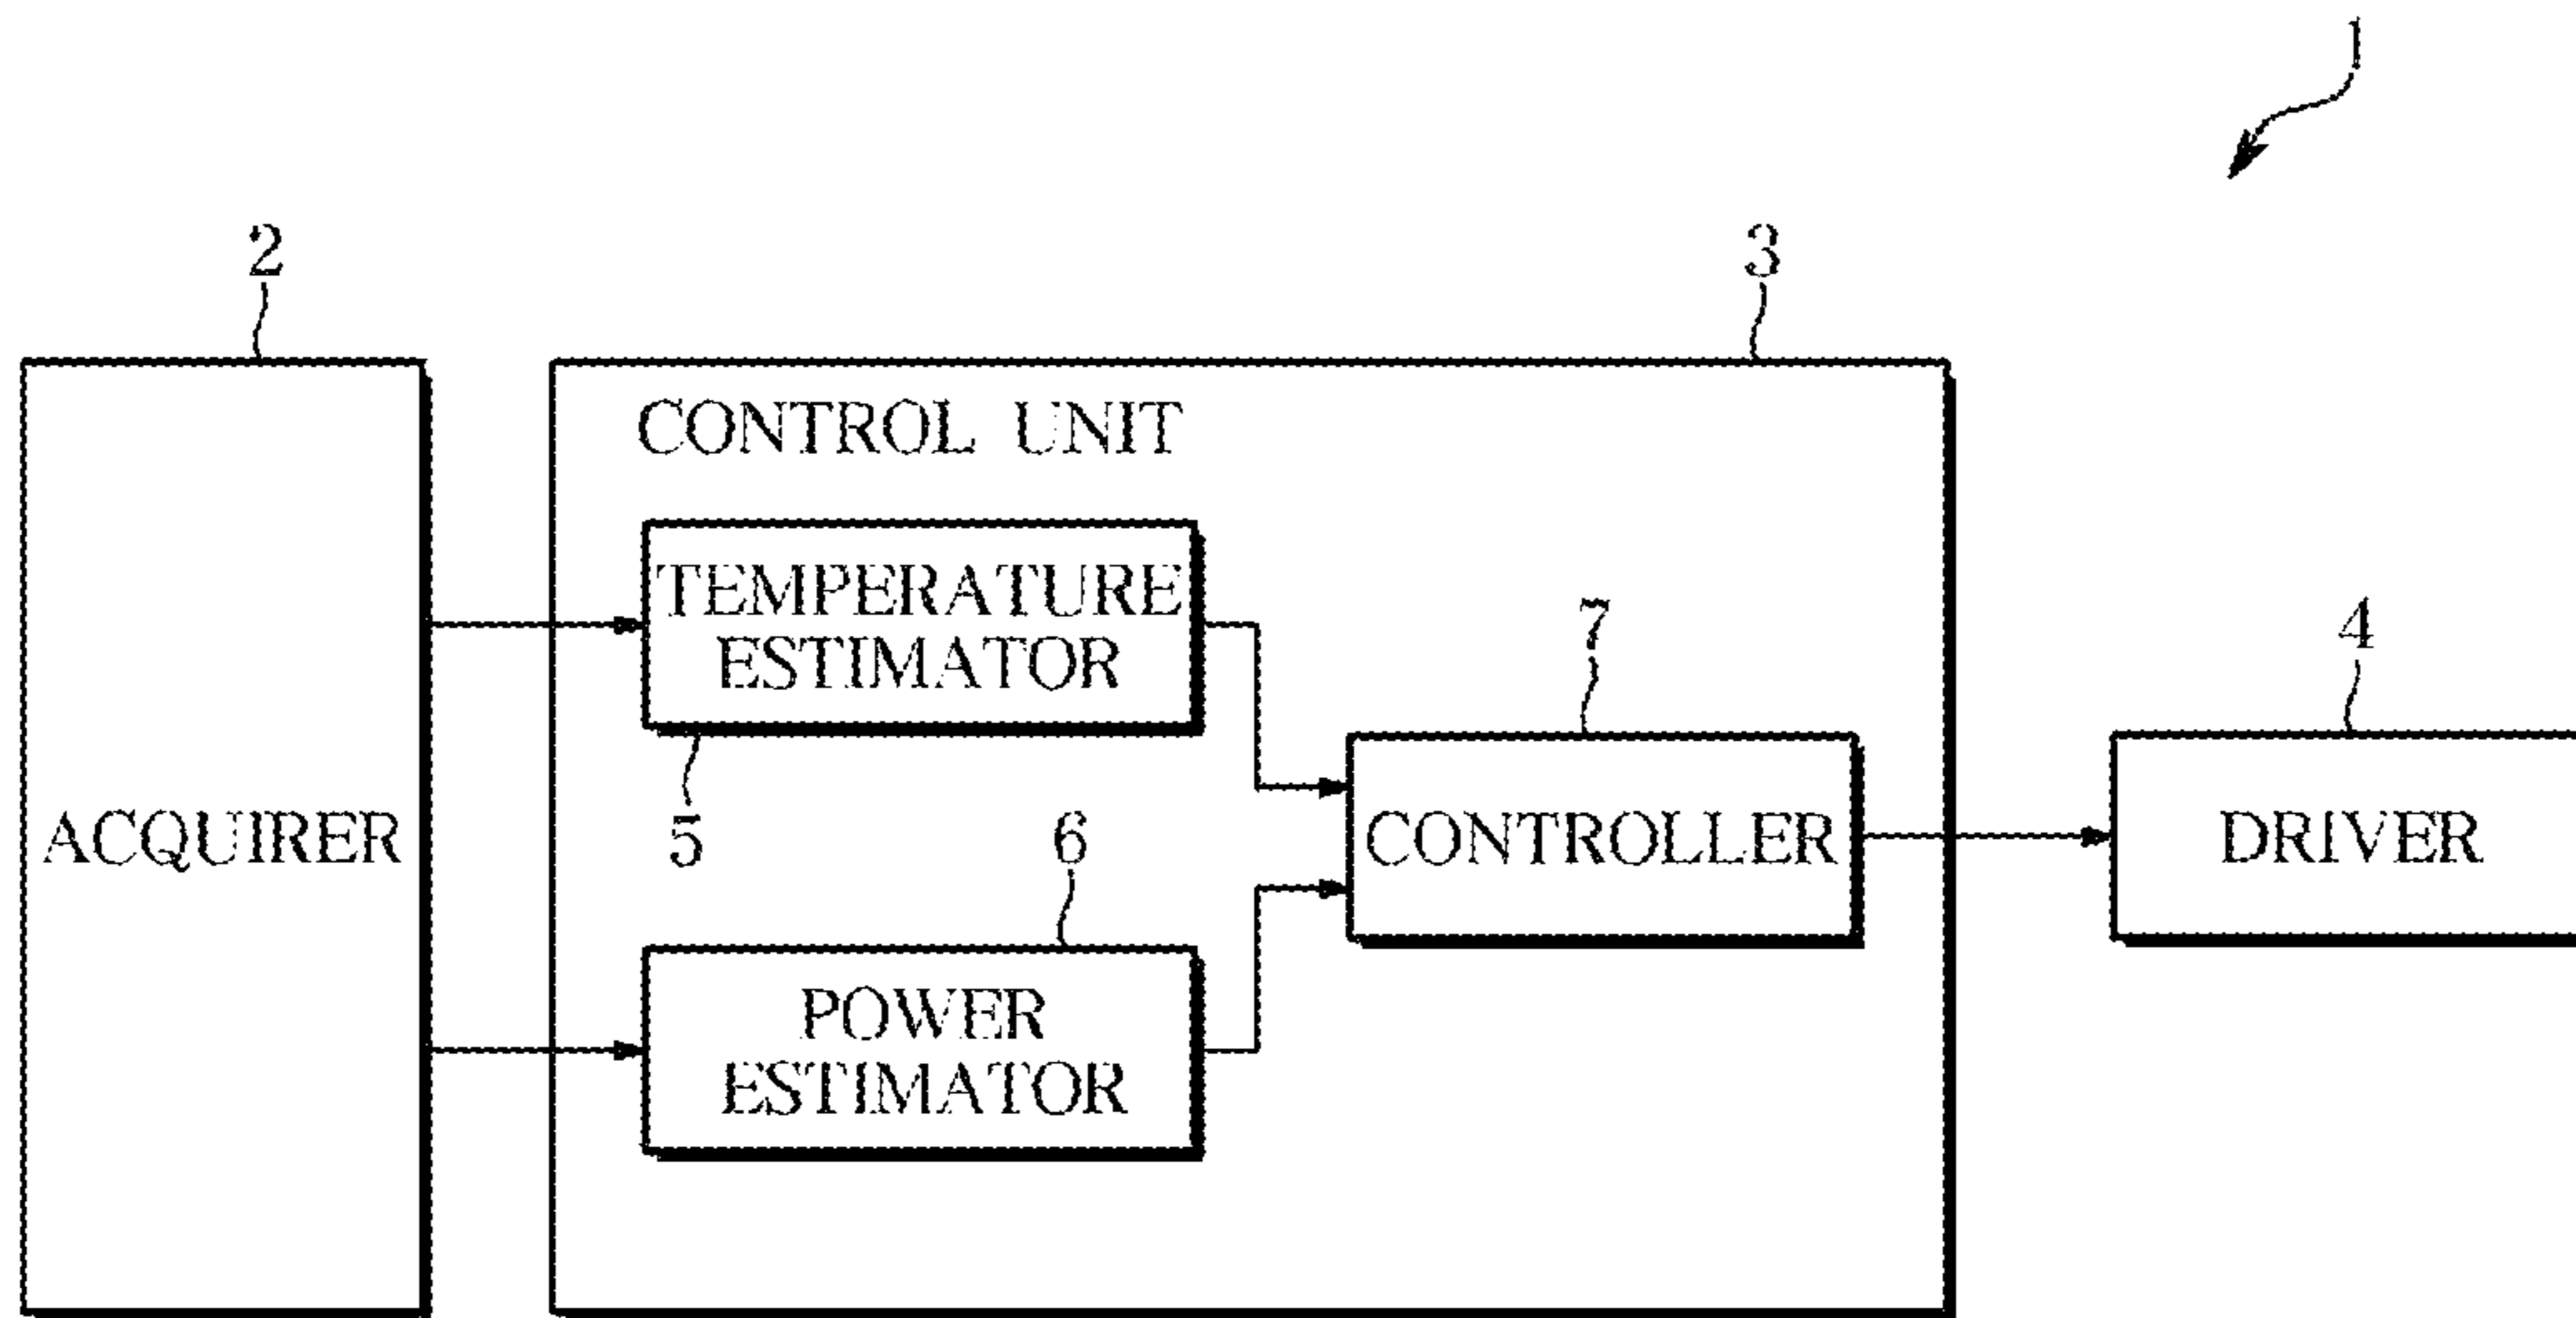 1
2
3
CONTROL UNIT
TEMPERATURE
ESTIMATOR
5
7
4
ACQUIRER
6
CONTROLLER
DRIVER
POWER
ESTIMATOR